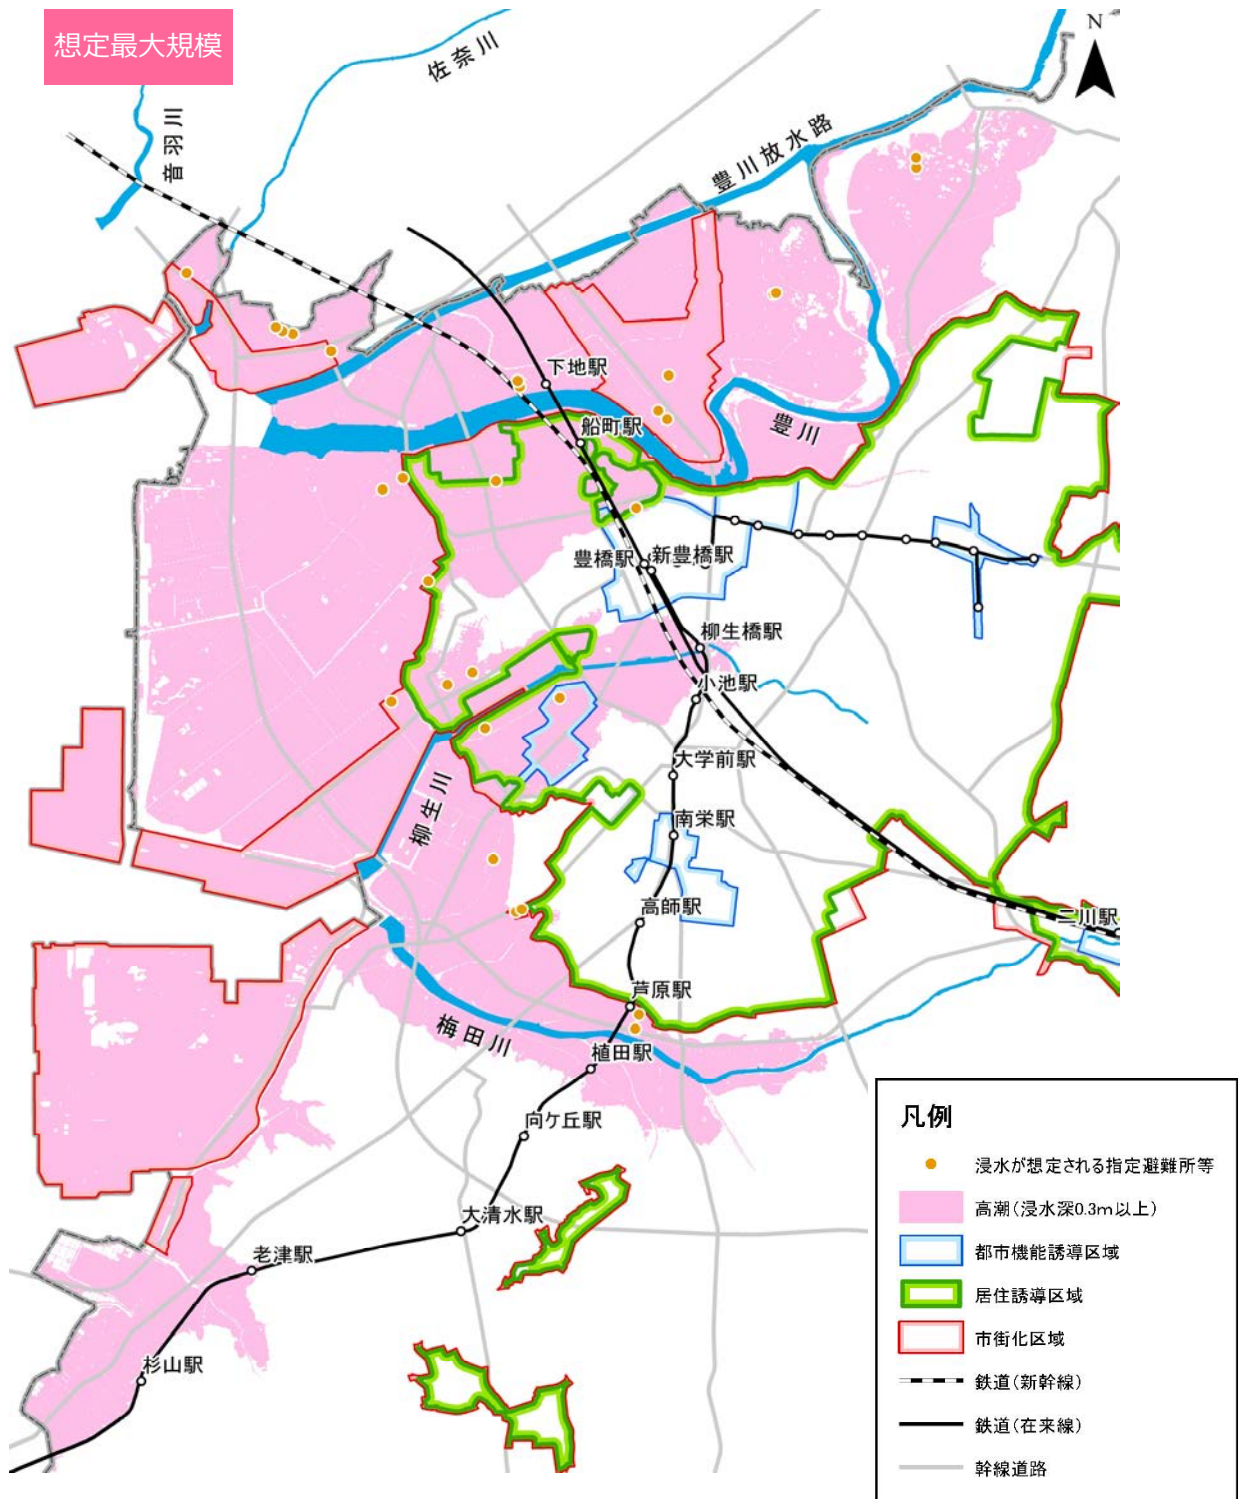 想定最大規模
N
佐奈川
音羽川
豊川放水路
下地駅
船町駅
豊川
豊橋駅
新豊橋駅
柳生橋駅
小池駅
大学前駅
柳生川
南栄駅
高師駅
二川駅
芦原駅
梅田川
植田駅
向ケ丘駅
大清水駅
老津駅
杉山駅
凡例
浸水が想定される指定避難所等
高潮(浸水深0.3m以上)
都市機能誘導区域
居住誘導区域
市街化区域
鉄道(新幹線)
鉄道(在来線)
幹線道路